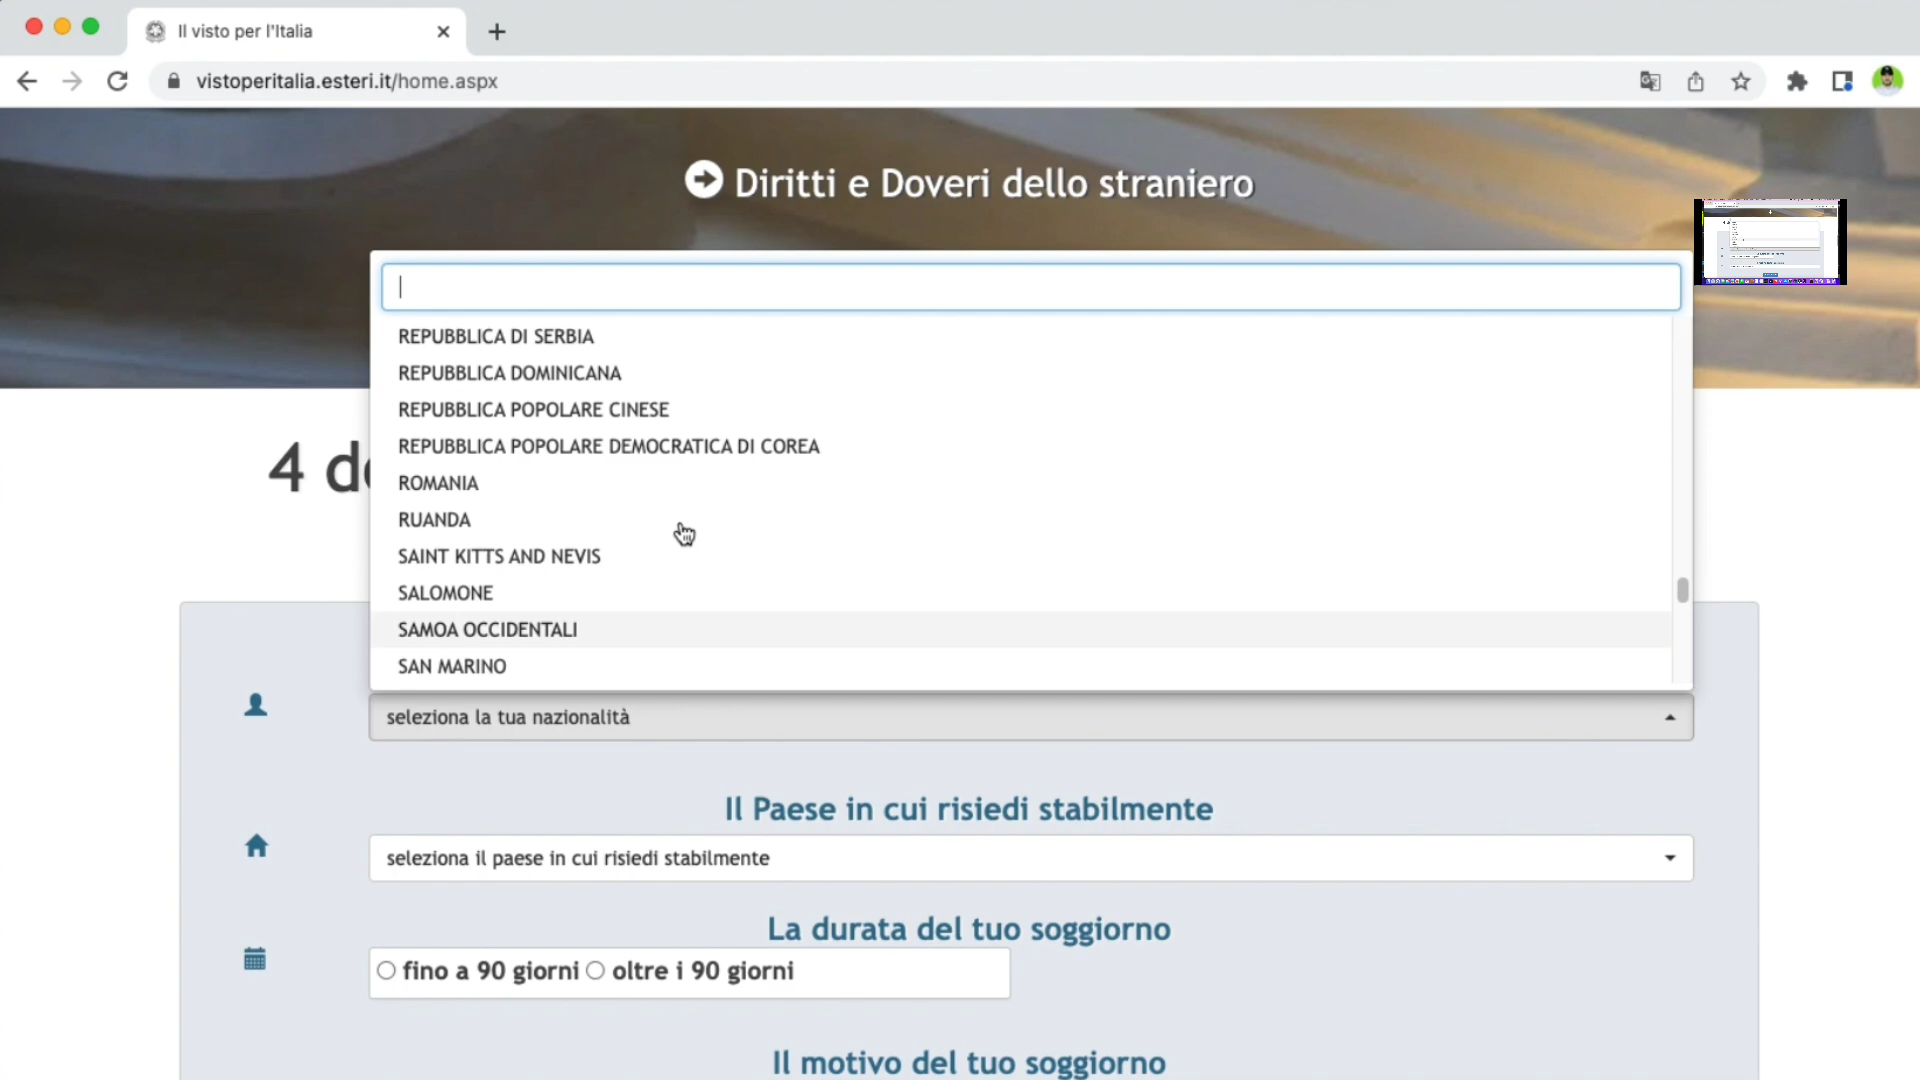 Il visto per l'Italia
vistoperitalia.esteri.it/home.aspx
Diritti e Doveri dello straniero
REPUBBLICA DI SERBIA
REPUBBLICA DOMINICANA
REPUBBLICA POPOLARE CINESE
REPUBBLICA POPOLARE DEMOCRATICA DI COREA
4 d
ROMANIA
RUANDA
SAINT KITTS AND NEVIS
SALOMONE
SAMOA OCCIDENTALI
SAN MARINO
seleziona la tua nazionalità
Il Paese in cui risiedi stabilmente
seleziona il paese in cui risiedi stabilmente
La durata del tuo soggiorno
fino a 90 giorni oltre i 90 giorni
Il motivo del tuo soggiorno